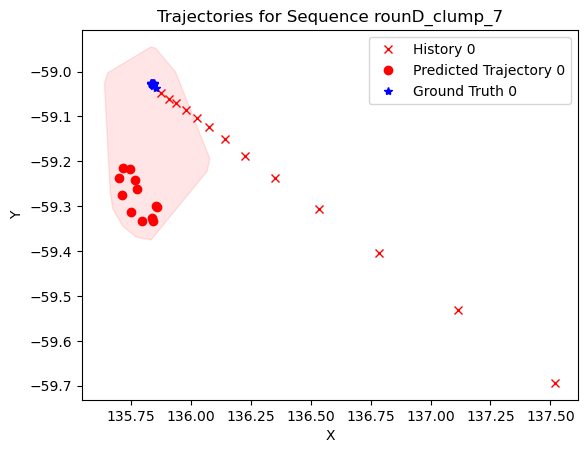 Trajectories for Sequence rounD_clump_7
History 0
Predicted Trajectory 0
Ground Truth 0
Y
−59.0
−59.1
−59.2
−59.3
−59.4
−59.5
−59.6
−59.7
135.75 136.00 136.25 136.50 136.75 137.00 137.25 137.50
X